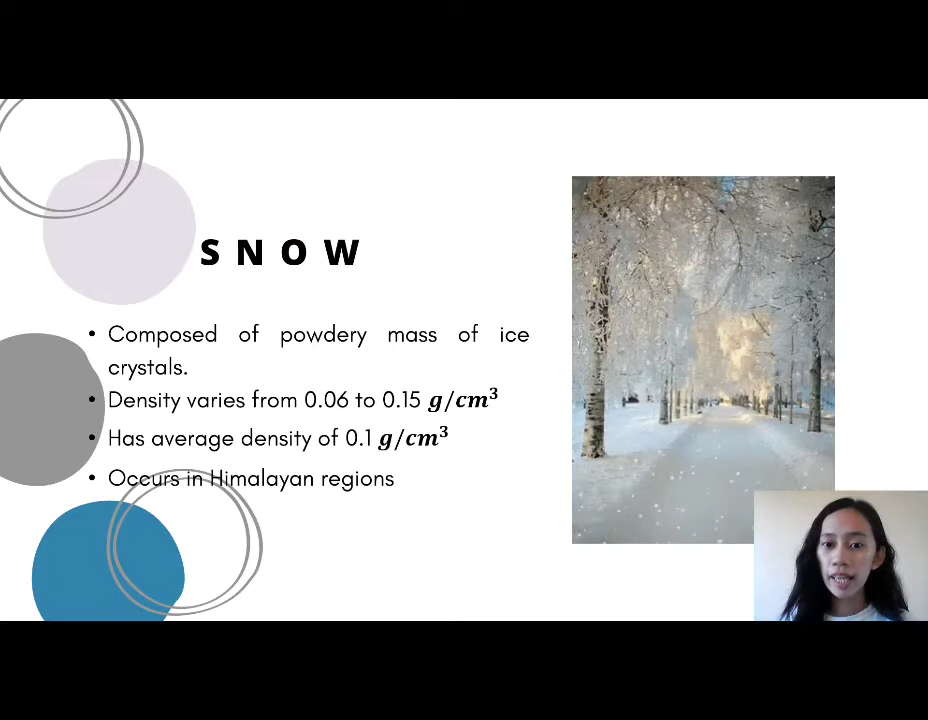 SNOW
• Composed of powdery mass of ice
crystals.
• Density varies from 0.06 to 0.15 g/cm³
• Has average density of 0.1 g/cm³
• Occurs in Himalayan regions